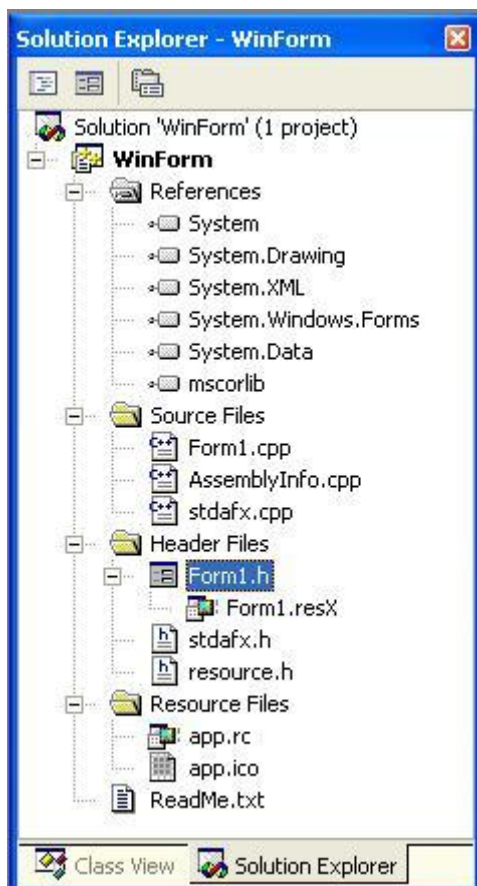 Solution Explorer - WinForm
Solution 'WinForm' (1 project)
WinForm
References
System
System.Drawing
System.XML
System.Windows.Forms
System.Data
mscorlib
Source Files
Form1.cpp
AssemblyInfo.cpp
stdafx.cpp
Header Files
Form1.h
Form1.resX
stdafx.h
resource.h
Resource Files
app.rc
app.ico
ReadMe.txt
Class View Solution Explorer